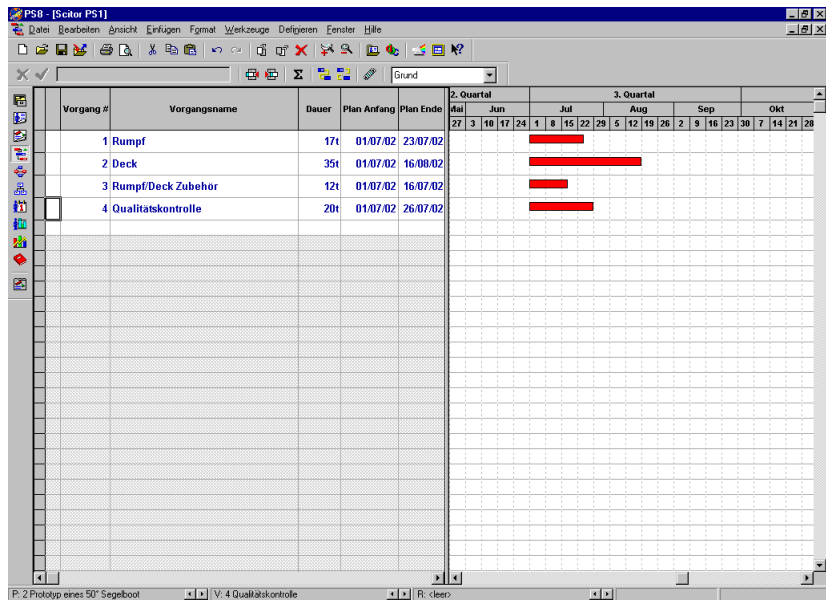 PS8 - [Scitor PS1]
Datei Bearbeiten Ansicht Einfügen Format Werkzeuge Definieren Fenster Hilfe
Grund
Vorgang # Vorgangsname Dauer Plan Anfang Plan Ende
2. Quartal 3. Quartal
Mai Jun Jul Aug Sep Okt
27 3 10 17 24 1 8 15 22 29 5 12 19 26 2 9 16 23 30 7 14 21 28
1 Rumpf 17t 01/07/02 23/07/02
2 Deck 35t 01/07/02 16/08/02
3 Rumpf/Deck Zubehör 12t 01/07/02 16/07/02
4 Qualitätskontrolle 20t 01/07/02 26/07/02
P: 2 Prototyp eines 50'' Segelboot V: 4 Qualitätskontrolle R: <leer>